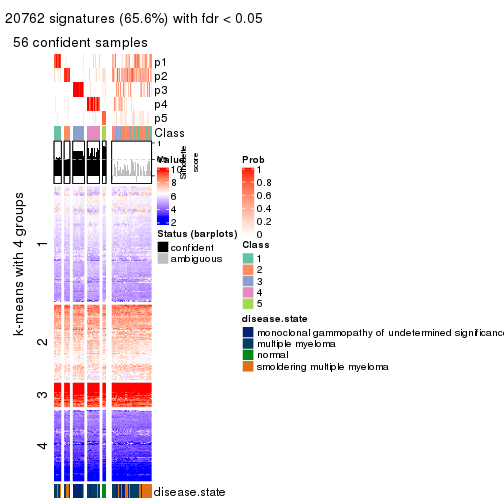 20762 signatures (65.6%) with fdr < 0.05
56 confident samples
p1
p2
p3
p4
p5
Class
1
Silhouette
score
k-means with 4 groups
1
2
3
4
disease.state
Value
10
8
6
4
2
Status (barplots)
confident
ambiguous
Prob
1
0.8
0.6
0.4
0.2
0
Class
1
2
3
4
5
disease.state
monoclonal gammopathy of undetermined significance
multiple myeloma
normal
smoldering multiple myeloma